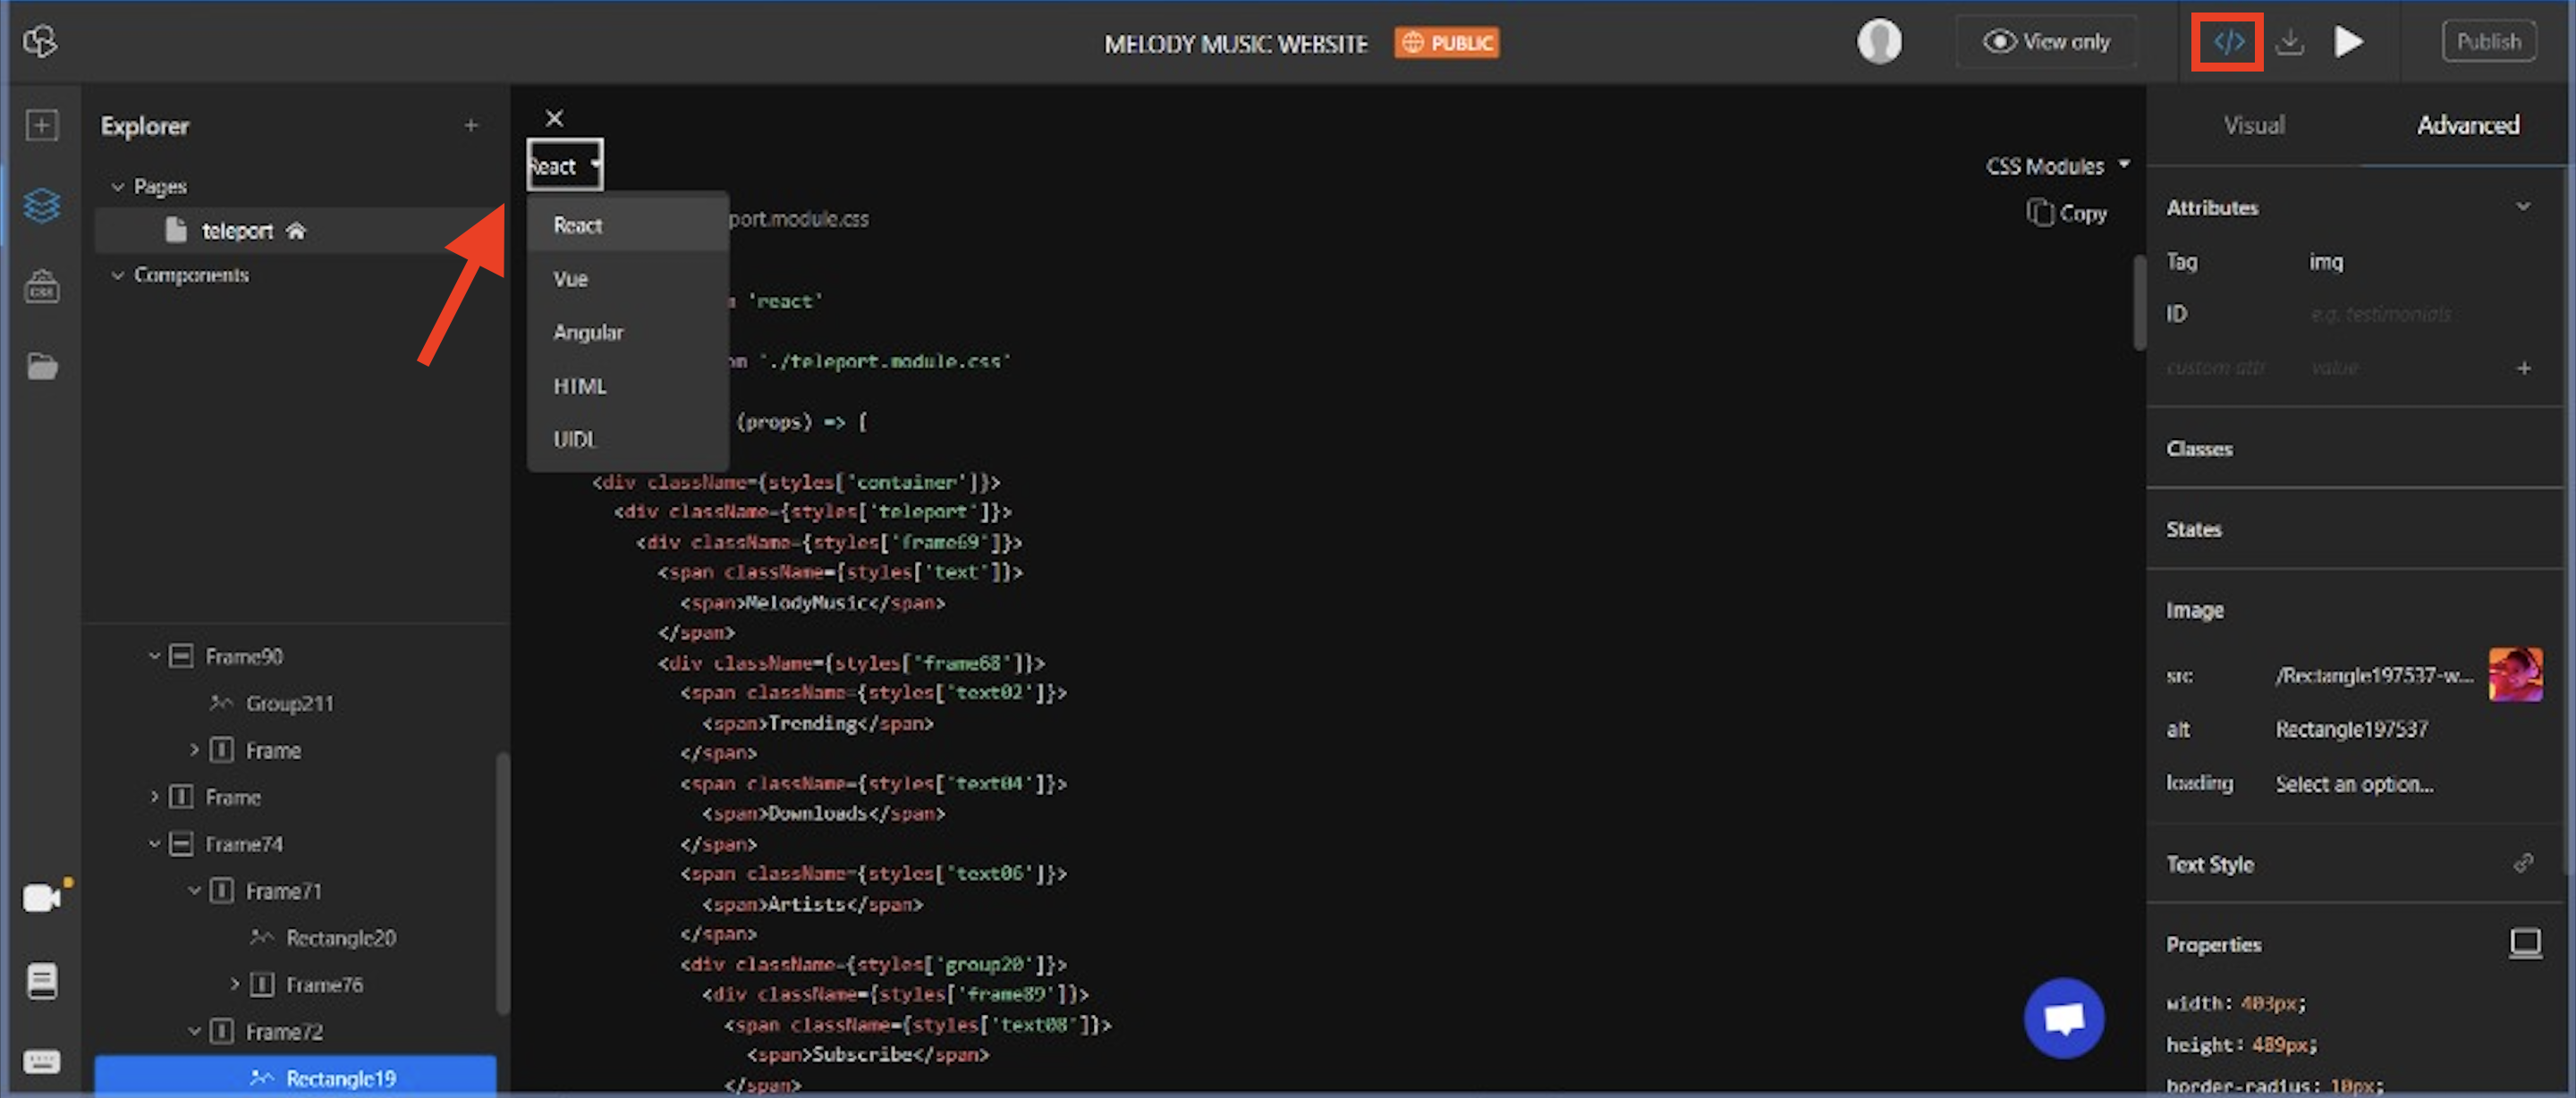 MELODY MUSIC WEBSITE
PUBLIC
View only
</>
Publish
Explorer
+
Pages
teleport
Components
CSS
Frame90
Group211
Frame
Frame
Frame74
Frame71
Rectangle20
Frame76
Frame72
Rectangle19
React
React
Vue
Angular
HTML
UIDL
CSS Modules
Copy
port.module.css
'react'
'./teleport.module.css'
(props) => {
<div className={styles['container']}>
<div className={styles['teleport']}>
<div className={styles['frame69']}>
<span className={styles['text']}>
<span>MelodyMusic</span>
</span>
<div className={styles['frame68']}>
<span className={styles['text02']}>
<span>Trending</span>
</span>
<span className={styles['text04']}>
<span>Downloads</span>
</span>
<span className={styles['text06']}>
<span>Artists</span>
</span>
<div className={styles['group20']}>
<div className={styles['frame89']}>
<span className={styles['text08']}>
<span>Subscribe</span>
</span>
Visual
Advanced
Attributes
Tag img
ID e.g. testimonials
custom attr value +
Classes
States
Image
src /Rectangle197537-w...
alt Rectangle197537
loading Select an option...
Text Style
Properties
width: 403px;
height: 489px;
border-radius: 10px;